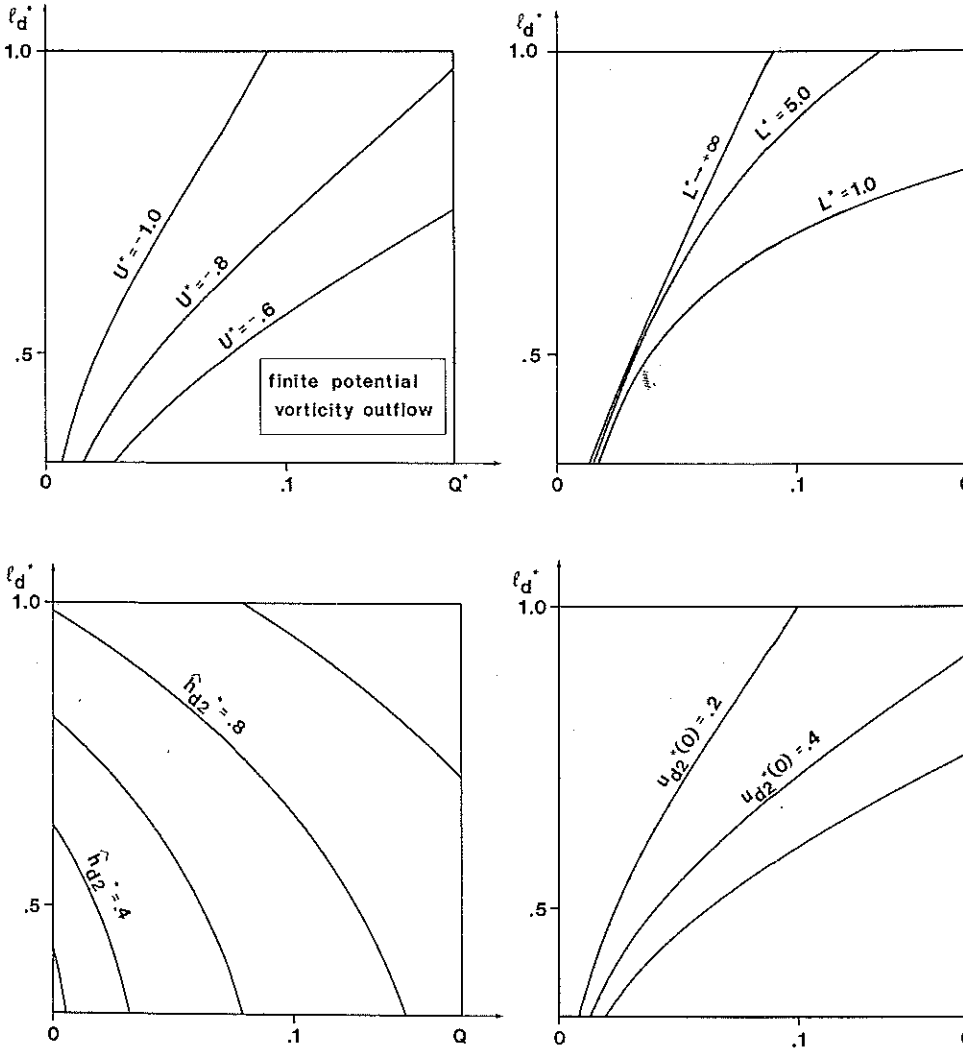 ℓd*
1.0
U* = -1.0
U* = -.8
U* = -.6
.5
finite potential
vorticity outflow
0
.1
Q*
ℓd*
1.0
L* → +∞
L* = 5.0
L* = 1.0
.5
0
.1
ℓd*
1.0
ĥd2* = .8
ĥd2* = .4
.5
0
.1
Q
ℓd*
1.0
ud2*(0) = .2
ud2*(0) = .4
.5
0
.1